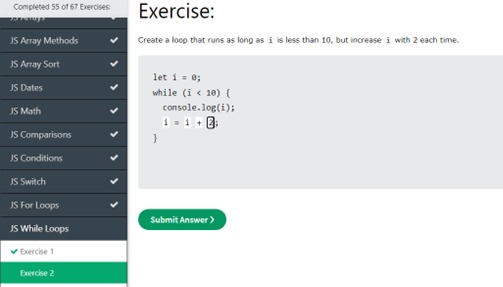 Completed 55 of 67 Exercises:
JS Arrays
JS Array Methods
JS Array Sort
JS Dates
JS Math
JS Comparisons
JS Conditions
JS Switch
JS For Loops
JS While Loops
Exercise 1
Exercise 2
Exercise:
Create a loop that runs as long as i is less than 10, but increase i with 2 each time.
let i = 0;
while (i < 10) {
console.log(i);
i = i + 2;
}
Submit Answer ❯